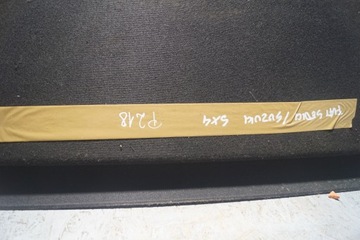 FIAT SEDICI / SUZUKI SX4 P218